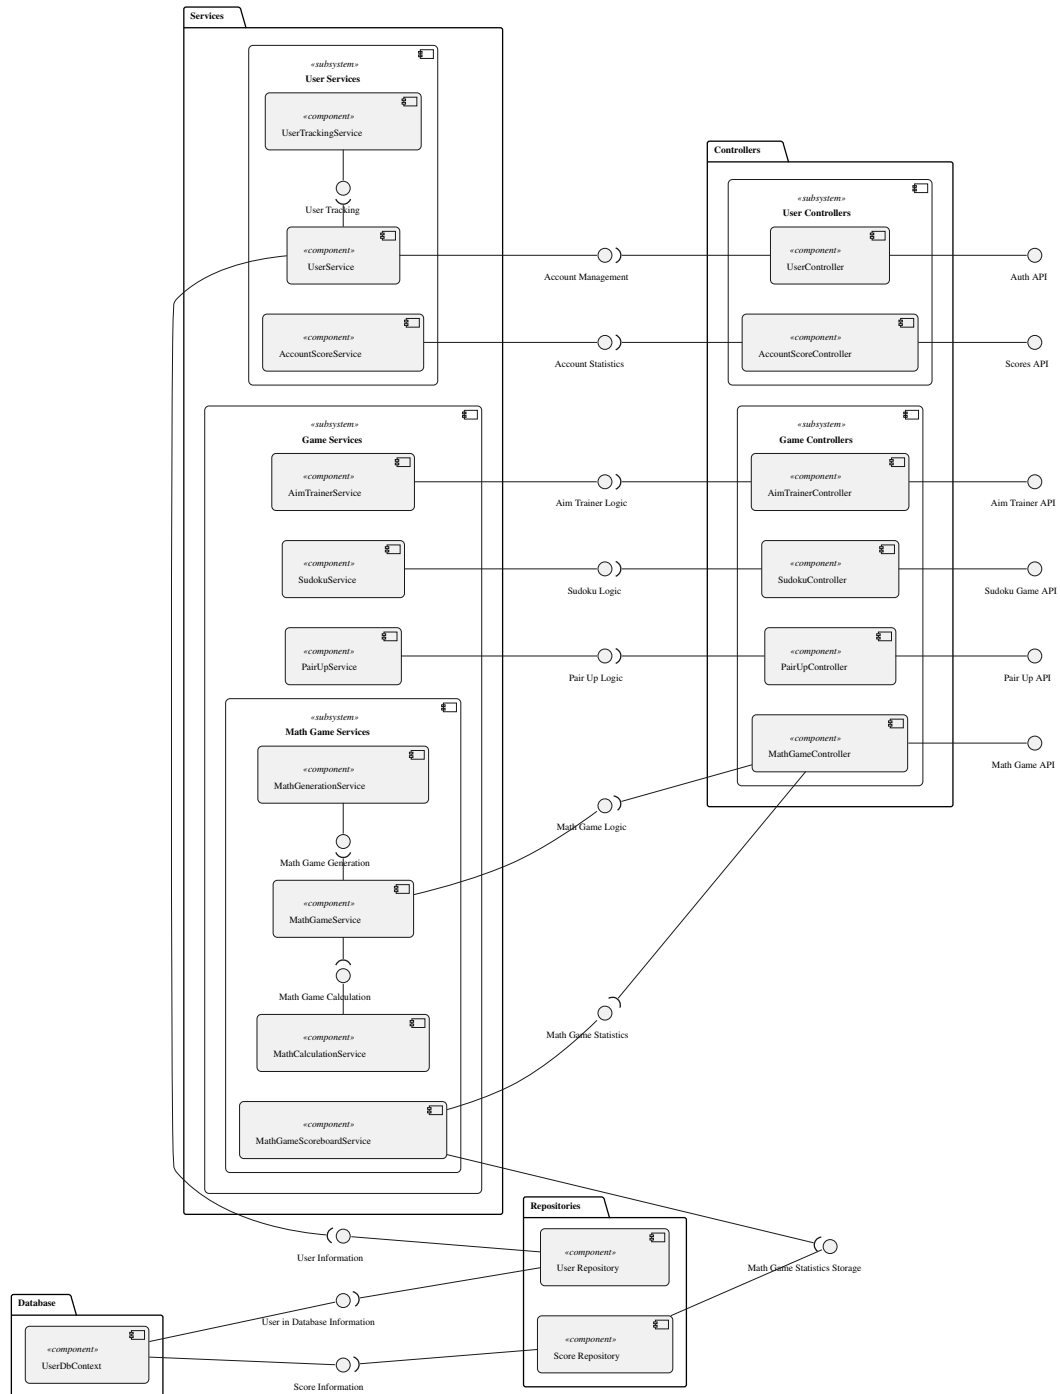 Services
«subsystem»
User Services
«component»
UserTrackingService
User Tracking
«component»
UserService
«component»
AccountScoreService
«subsystem»
Game Services
«component»
AimTrainerService
«component»
SudokuService
«component»
PairUpService
«subsystem»
Math Game Services
«component»
MathGenerationService
Math Game Generation
«component»
MathGameService
Math Game Calculation
«component»
MathCalculationService
«component»
MathGameScoreboardService
Account Management
Account Statistics
Aim Trainer Logic
Sudoku Logic
Pair Up Logic
Math Game Logic
Math Game Statistics
Controllers
«subsystem»
User Controllers
«component»
UserController
«component»
AccountScoreController
«subsystem»
Game Controllers
«component»
AimTrainerController
«component»
SudokuController
«component»
PairUpController
«component»
MathGameController
Auth API
Scores API
Aim Trainer API
Sudoku Game API
Pair Up API
Math Game API
Repositories
«component»
User Repository
«component»
Score Repository
User Information
Math Game Statistics Storage
User in Database Information
Score Information
Database
«component»
UserDbContext